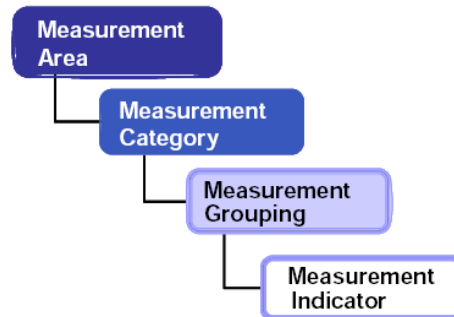 Measurement
Area
Measurement
Category
Measurement
Grouping
Measurement
Indicator